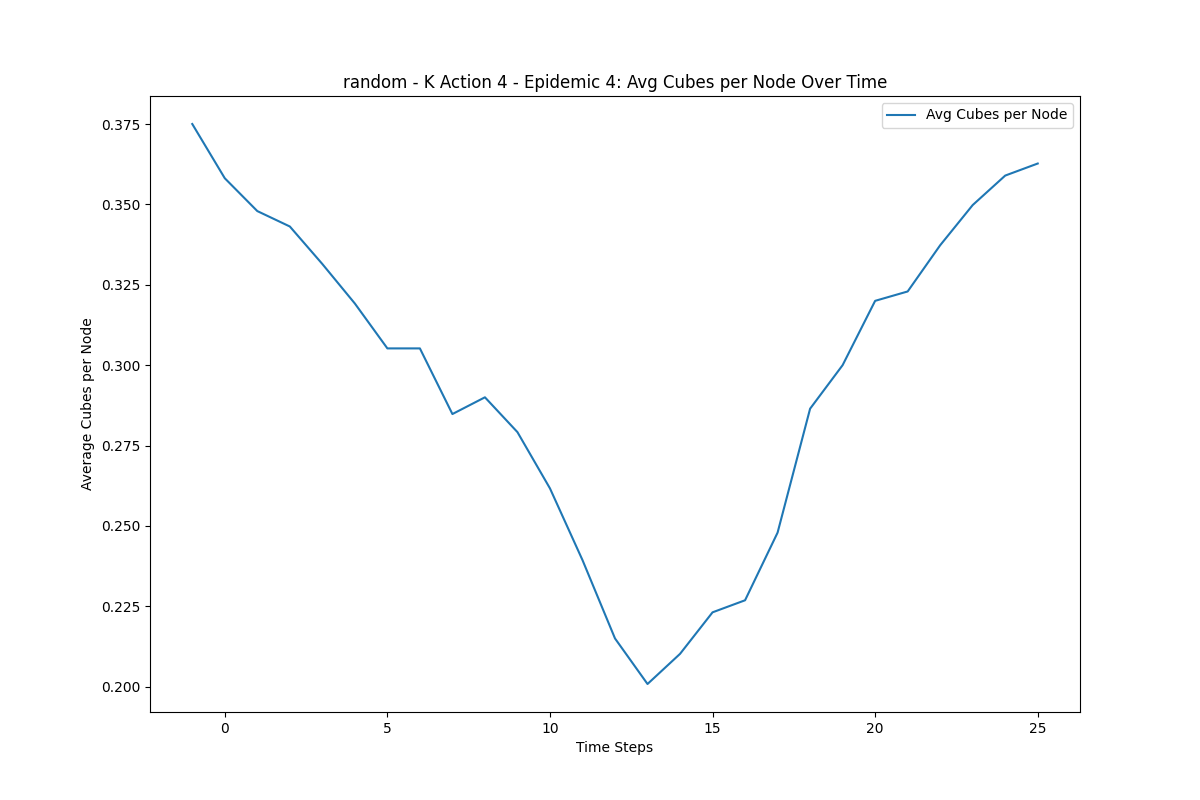 random - K Action 4 - Epidemic 4: Avg Cubes per Node Over Time
Avg Cubes per Node
0.375
0.350
0.325
0.300
0.275
0.250
0.225
0.200
Average Cubes per Node
0 5 10 15 20 25
Time Steps